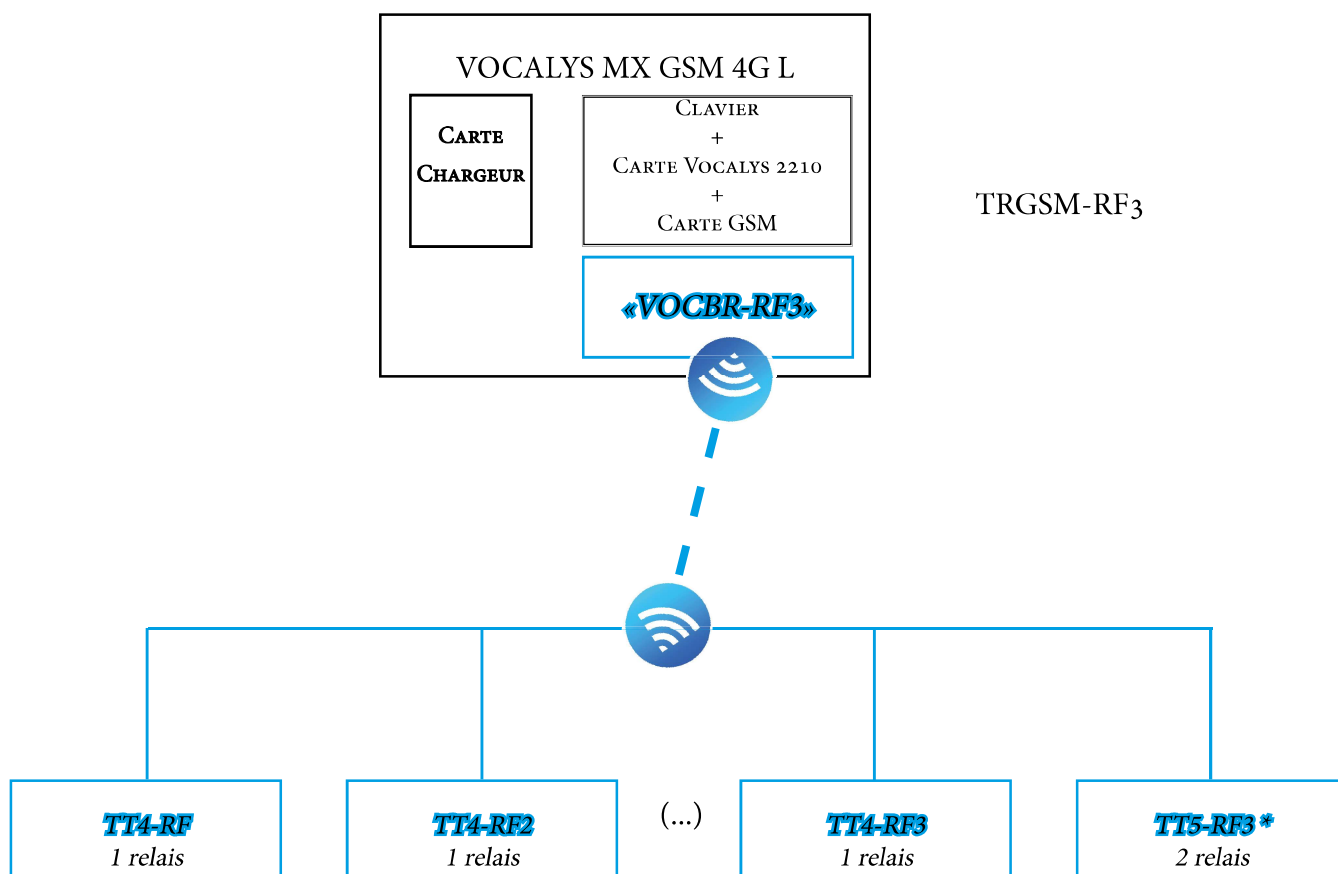 VOCALYS MX GSM 4G L
Carte
Chargeur
Clavier
+
Carte Vocalys 2210
+
Carte GSM
TRGSM-RF3
«VOCBR-RF3»
TT4-RF
1 relais
TT4-RF2
1 relais
(...)
TT4-RF3
1 relais
TT5-RF3 *
2 relais